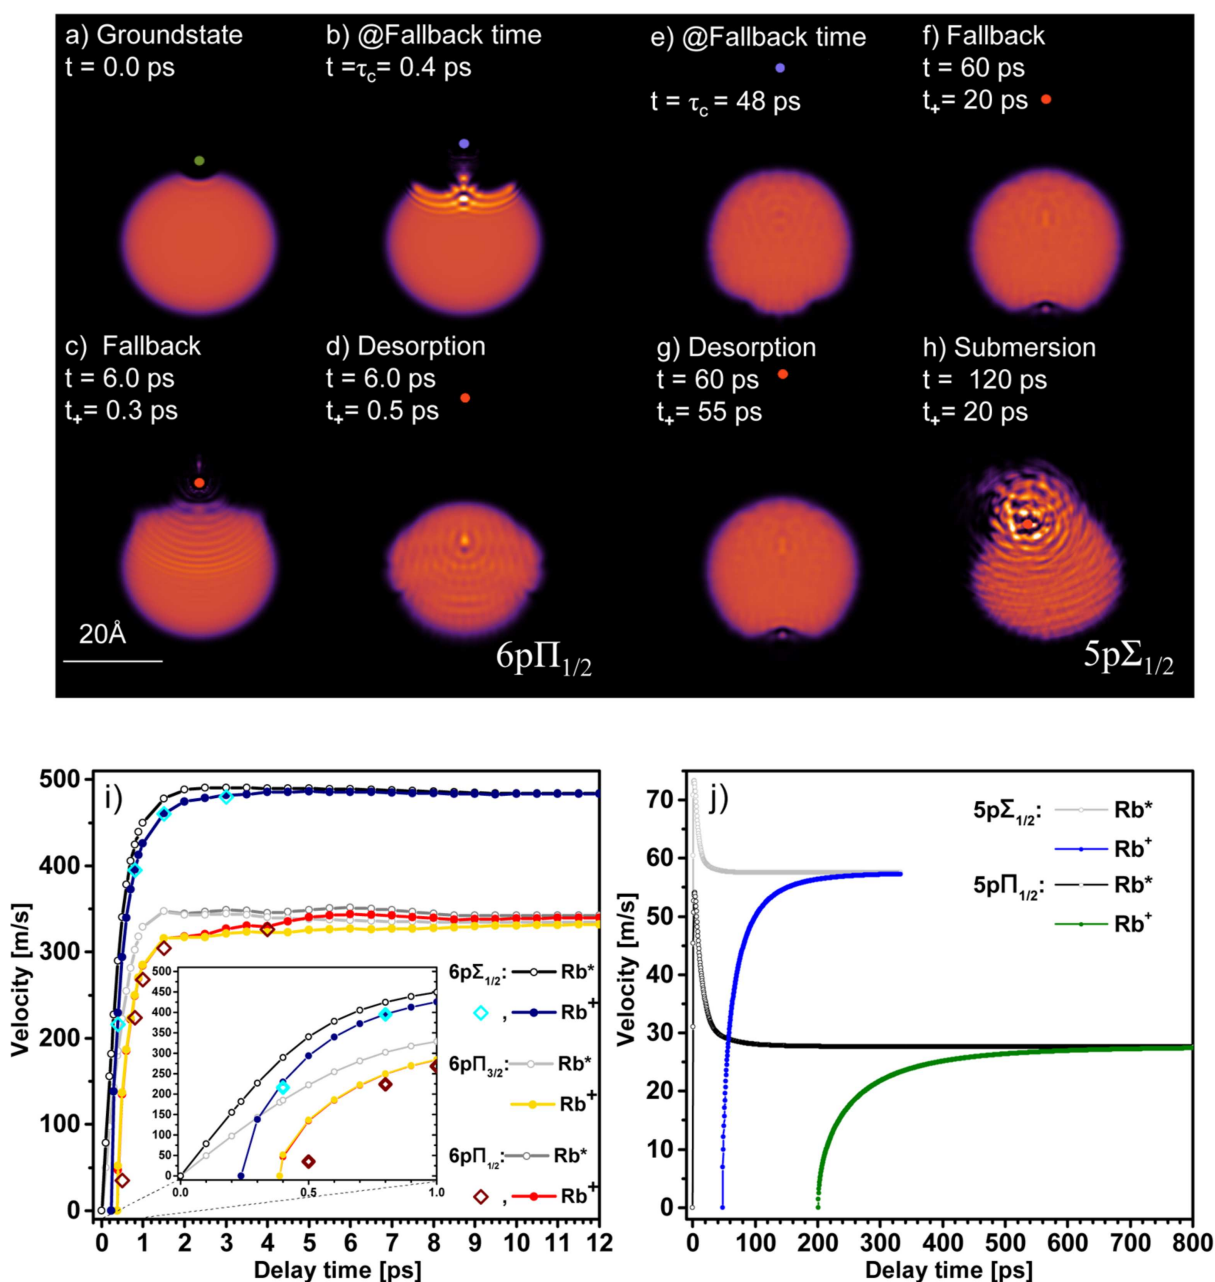 a) Groundstate
t = 0.0 ps
b) @Fallback time
t =τc= 0.4 ps
e) @Fallback time
t = τc = 48 ps
f) Fallback
t = 60 ps
t+= 20 ps
c) Fallback
t = 6.0 ps
t+= 0.3 ps
d) Desorption
t = 6.0 ps
t+= 0.5 ps
g) Desorption
t = 60 ps
t+= 55 ps
h) Submersion
t = 120 ps
t+= 20 ps
20Å
6pΠ1/2
5pΣ1/2
i)
Velocity [m/s]
500
450
400
350
300
250
200
150
100
50
0
0 1 2 3 4 5 6 7 8 9 10 11 12
Delay time [ps]
500
450
400
350
300
250
200
150
100
50
0
0.0 0.5 1.0
6pΣ1/2: Rb*
, Rb+
6pΠ3/2: Rb*
Rb+
6pΠ1/2: Rb*
, Rb+
j)
Velocity [m/s]
70
60
50
40
30
20
10
0
0 100 200 300 400 500 600 700 800
Delay time [ps]
5pΣ1/2: Rb*
Rb+
5pΠ1/2: Rb*
Rb+